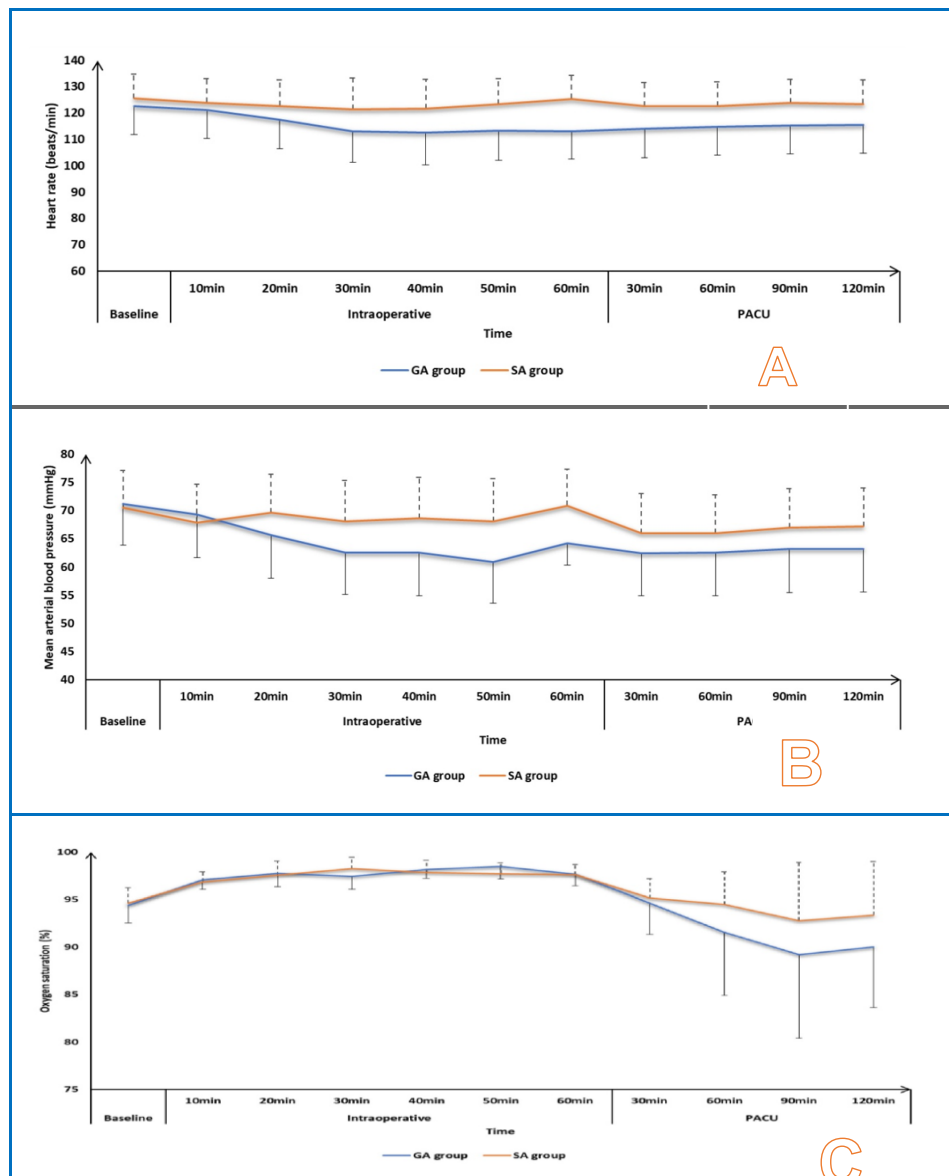 Heart rate (beats/min)
140
130
120
110
100
90
80
70
60
10min 20min 30min 40min 50min 60min 30min 60min 90min 120min
Baseline Intraoperative PACU
Time
GA group SA group
A
Mean arterial blood pressure (mmHg)
80
75
70
65
60
55
50
45
40
10min 20min 30min 40min 50min 60min 30min 60min 90min 120min
Baseline Intraoperative PA
Time
GA group SA group
B
Oxygen saturation (%)
100
95
90
85
80
75
10min 20min 30min 40min 50min 60min 30min 60min 90min 120min
Baseline Intraoperative PACU
Time
GA group SA group
C